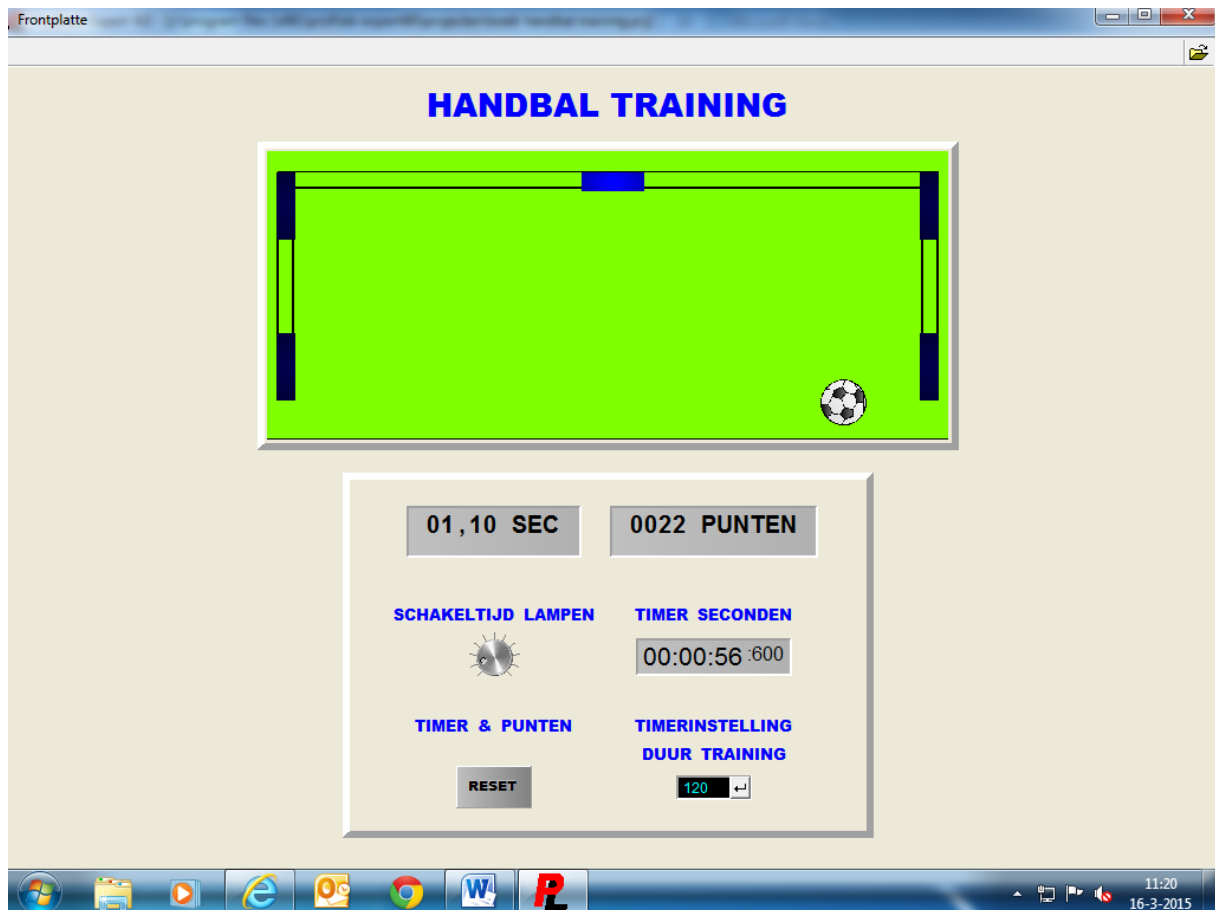 Frontplatte
HANDBAL TRAINING
01,10 SEC
0022 PUNTEN
SCHAKELTIJD LAMPEN
TIMER SECONDEN
00:00:56:600
TIMER & PUNTEN
TIMERINSTELLING
DUUR TRAINING
RESET
120
11:20
16-3-2015